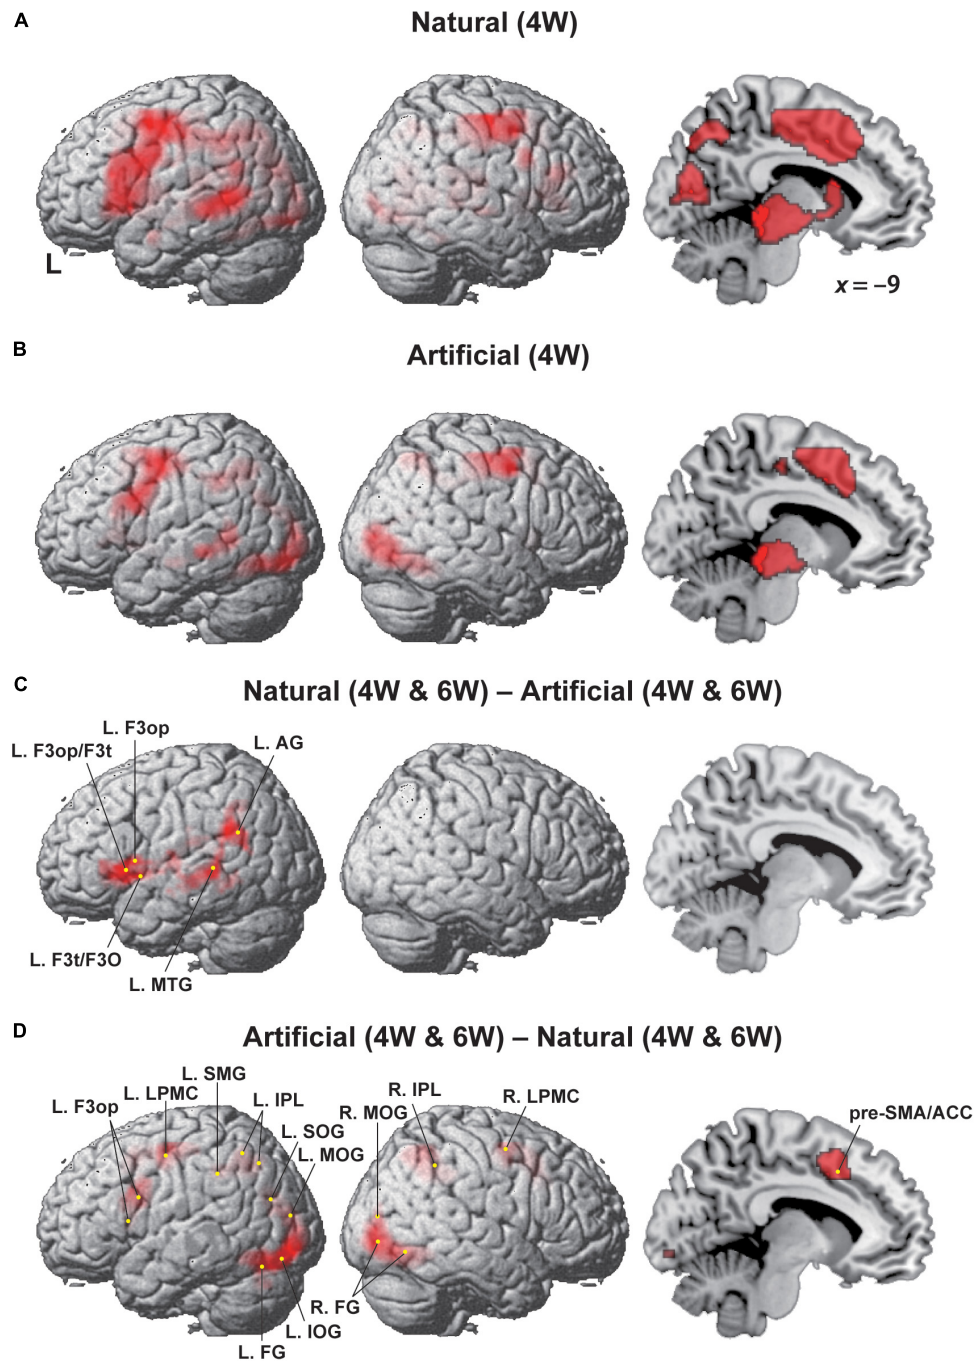 A
Natural (4W)
L
x = –9
B
Artificial (4W)
C
Natural (4W & 6W) – Artificial (4W & 6W)
L. F3op
L. F3op/F3t
L. AG
L. F3t/F3O
L. MTG
D
Artificial (4W & 6W) – Natural (4W & 6W)
L. SMG
L. LPMC
L. F3op
L. IPL
L. SOG
L. MOG
R. IPL
R. MOG
R. LPMC
pre-SMA/ACC
R. FG
L. IOG
L. FG